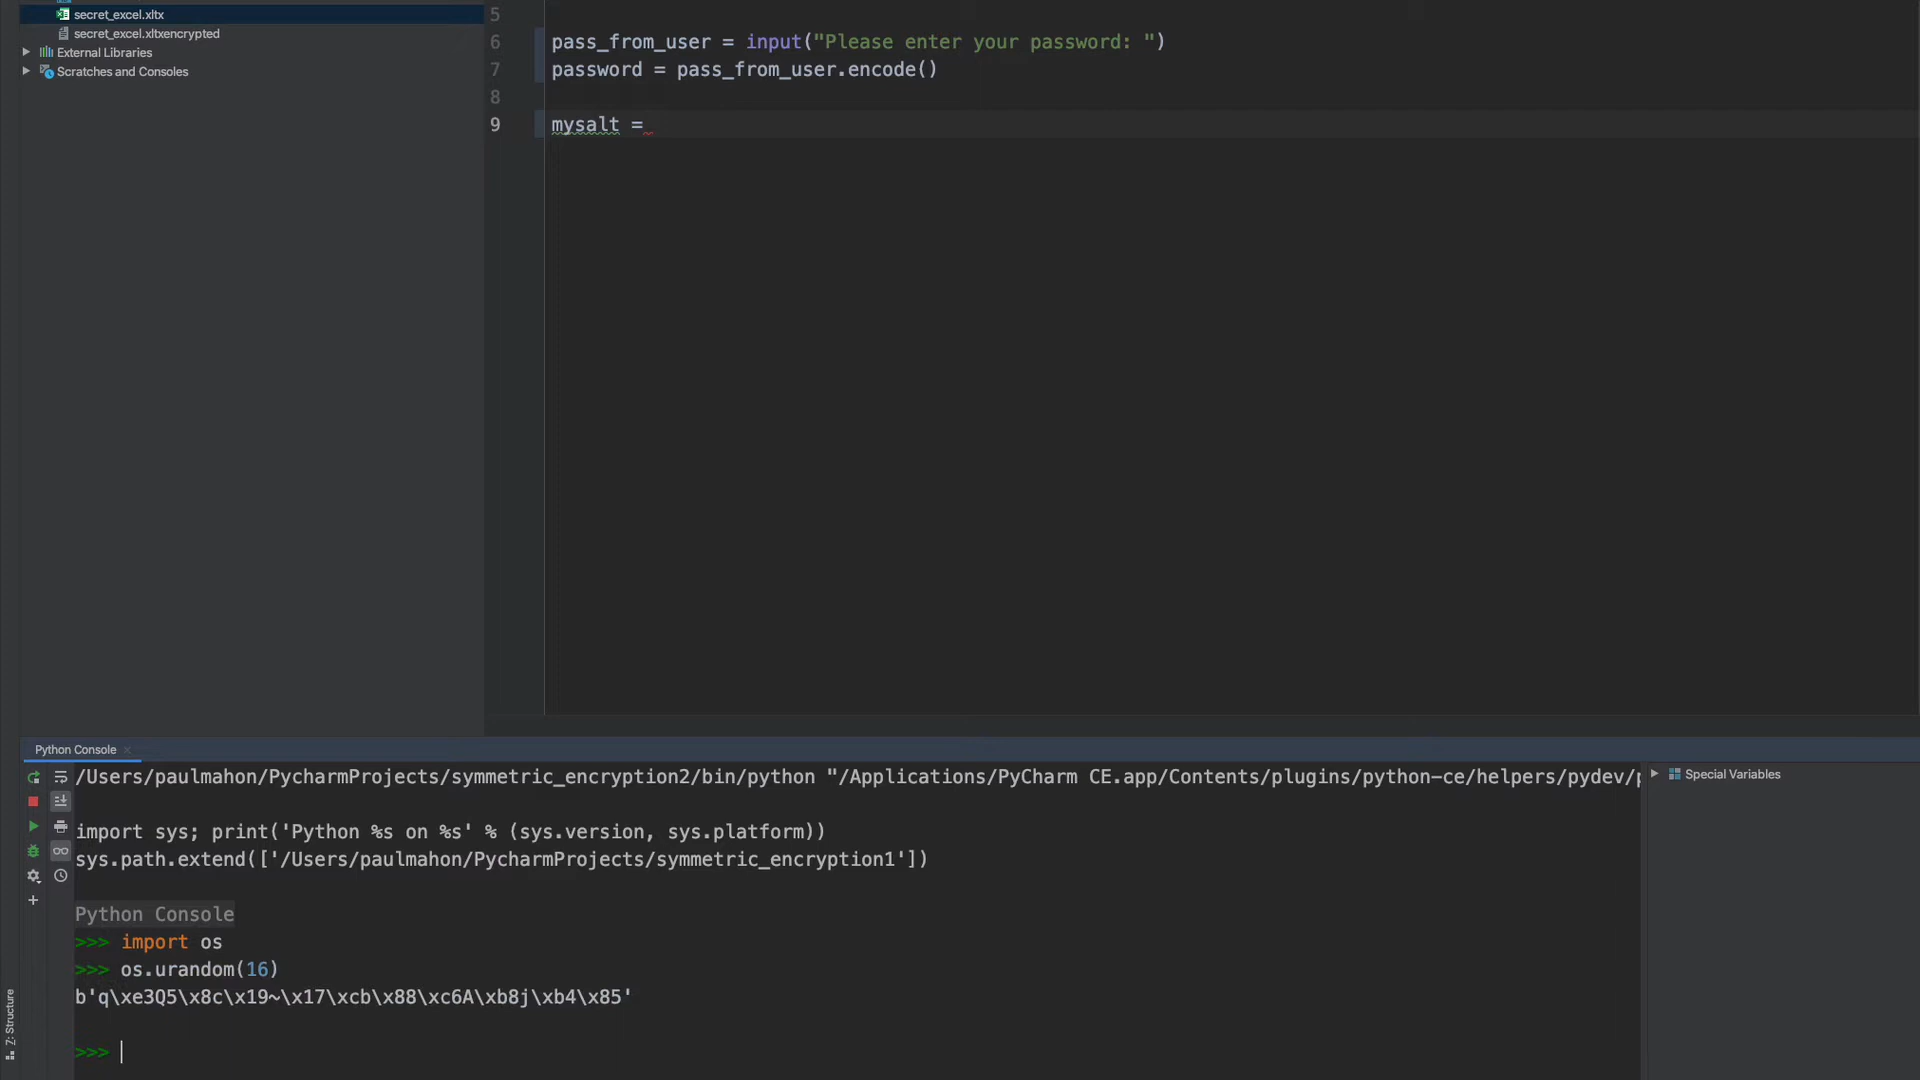 secret_excel.xltx
secret_excel.xltxencrypted
External Libraries
Scratches and Consoles
5
6 pass_from_user = input("Please enter your password: ")
7 password = pass_from_user.encode()
8
9 mysalt =
Python Console
/Users/paulmahon/PycharmProjects/symmetric_encryption2/bin/python "/Applications/PyCharm CE.app/Contents/plugins/python-ce/helpers/pydev/
import sys; print('Python %s on %s' % (sys.version, sys.platform))
sys.path.extend(['/Users/paulmahon/PycharmProjects/symmetric_encryption1'])
Python Console
>>> import os
>>> os.urandom(16)
b'q\xe3Q5\x8c\x19~\x17\xcb\x88\xc6A\xb8j\xb4\x85'
>>>
Special Variables
Z: Structure